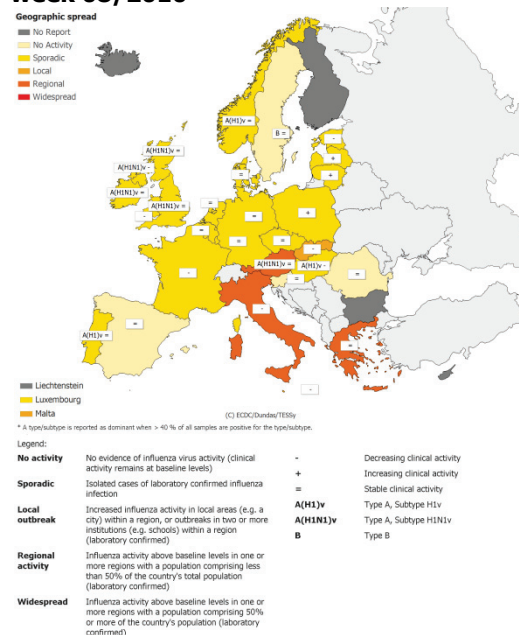 Geographic spread
No Report
No Activity
Sporadic
Local
Regional
Widespread
A(H1)v =
B =
-
A(H1N1)v =
+
A(H1N1)v -
-
=
+
A(H1N1)v =
=
=
+
A(H1N1)v =
-
=
=
=
-
-
A(H1N1)v =
A(H1)v -
=
-
=
A(H1)v =
=
-
=
-
Liechtenstein
Luxembourg
Malta
(C) ECDC/Dundas/TESSy
* A type/subtype is reported as dominant when > 40 % of all samples are positive for the type/subtype.
Legend:
No activity No evidence of influenza virus activity (clinical
activity remains at baseline levels)
Sporadic Isolated cases of laboratory confirmed influenza
infection
Local
outbreak Increased influenza activity in local areas (e.g. a
city) within a region, or outbreaks in two or more
institutions (e.g. schools) within a region
(laboratory confirmed)
Regional
activity Influenza activity above baseline levels in one or
more regions with a population comprising less
than 50% of the country's total population
(laboratory confirmed)
Widespread Influenza activity above baseline levels in one or
more regions with a population comprising 50%
or more of the country's population (laboratory
confirmed)
- Decreasing clinical activity
+ Increasing clinical activity
= Stable clinical activity
A(H1)v Type A, Subtype H1v
A(H1N1)v Type A, Subtype H1N1v
B Type B